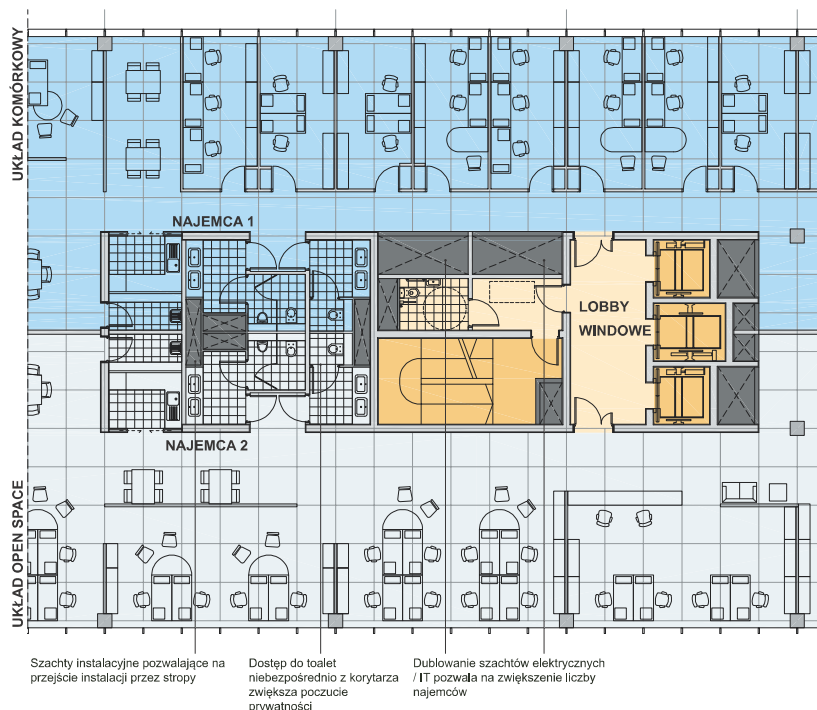 UKŁAD KOMÓRKOWY
NAJEMCA 1
LOBBY
WINDOWE
NAJEMCA 2
UKŁAD OPEN SPACE
Szachty instalacyjne pozwalające na
przejście instalacji przez stropy
Dostęp do toalet
niebezpośrednio z korytarza
zwiększa poczucie
prywatności
Dublowanie szachtów elektrycznych
/ IT pozwala na zwiększenie liczby
najemców